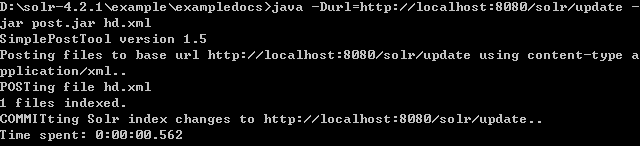 D:\solr-4.2.1\example\exampledocs>java -Durl=http://localhost:8080/solr/update -
jar post.jar hd.xml
SimplePostTool version 1.5
Posting files to base url http://localhost:8080/solr/update using content-type a
pplication/xml..
POSTing file hd.xml
1 files indexed.
COMMITting Solr index changes to http://localhost:8080/solr/update..
Time spent: 0:00:00.562